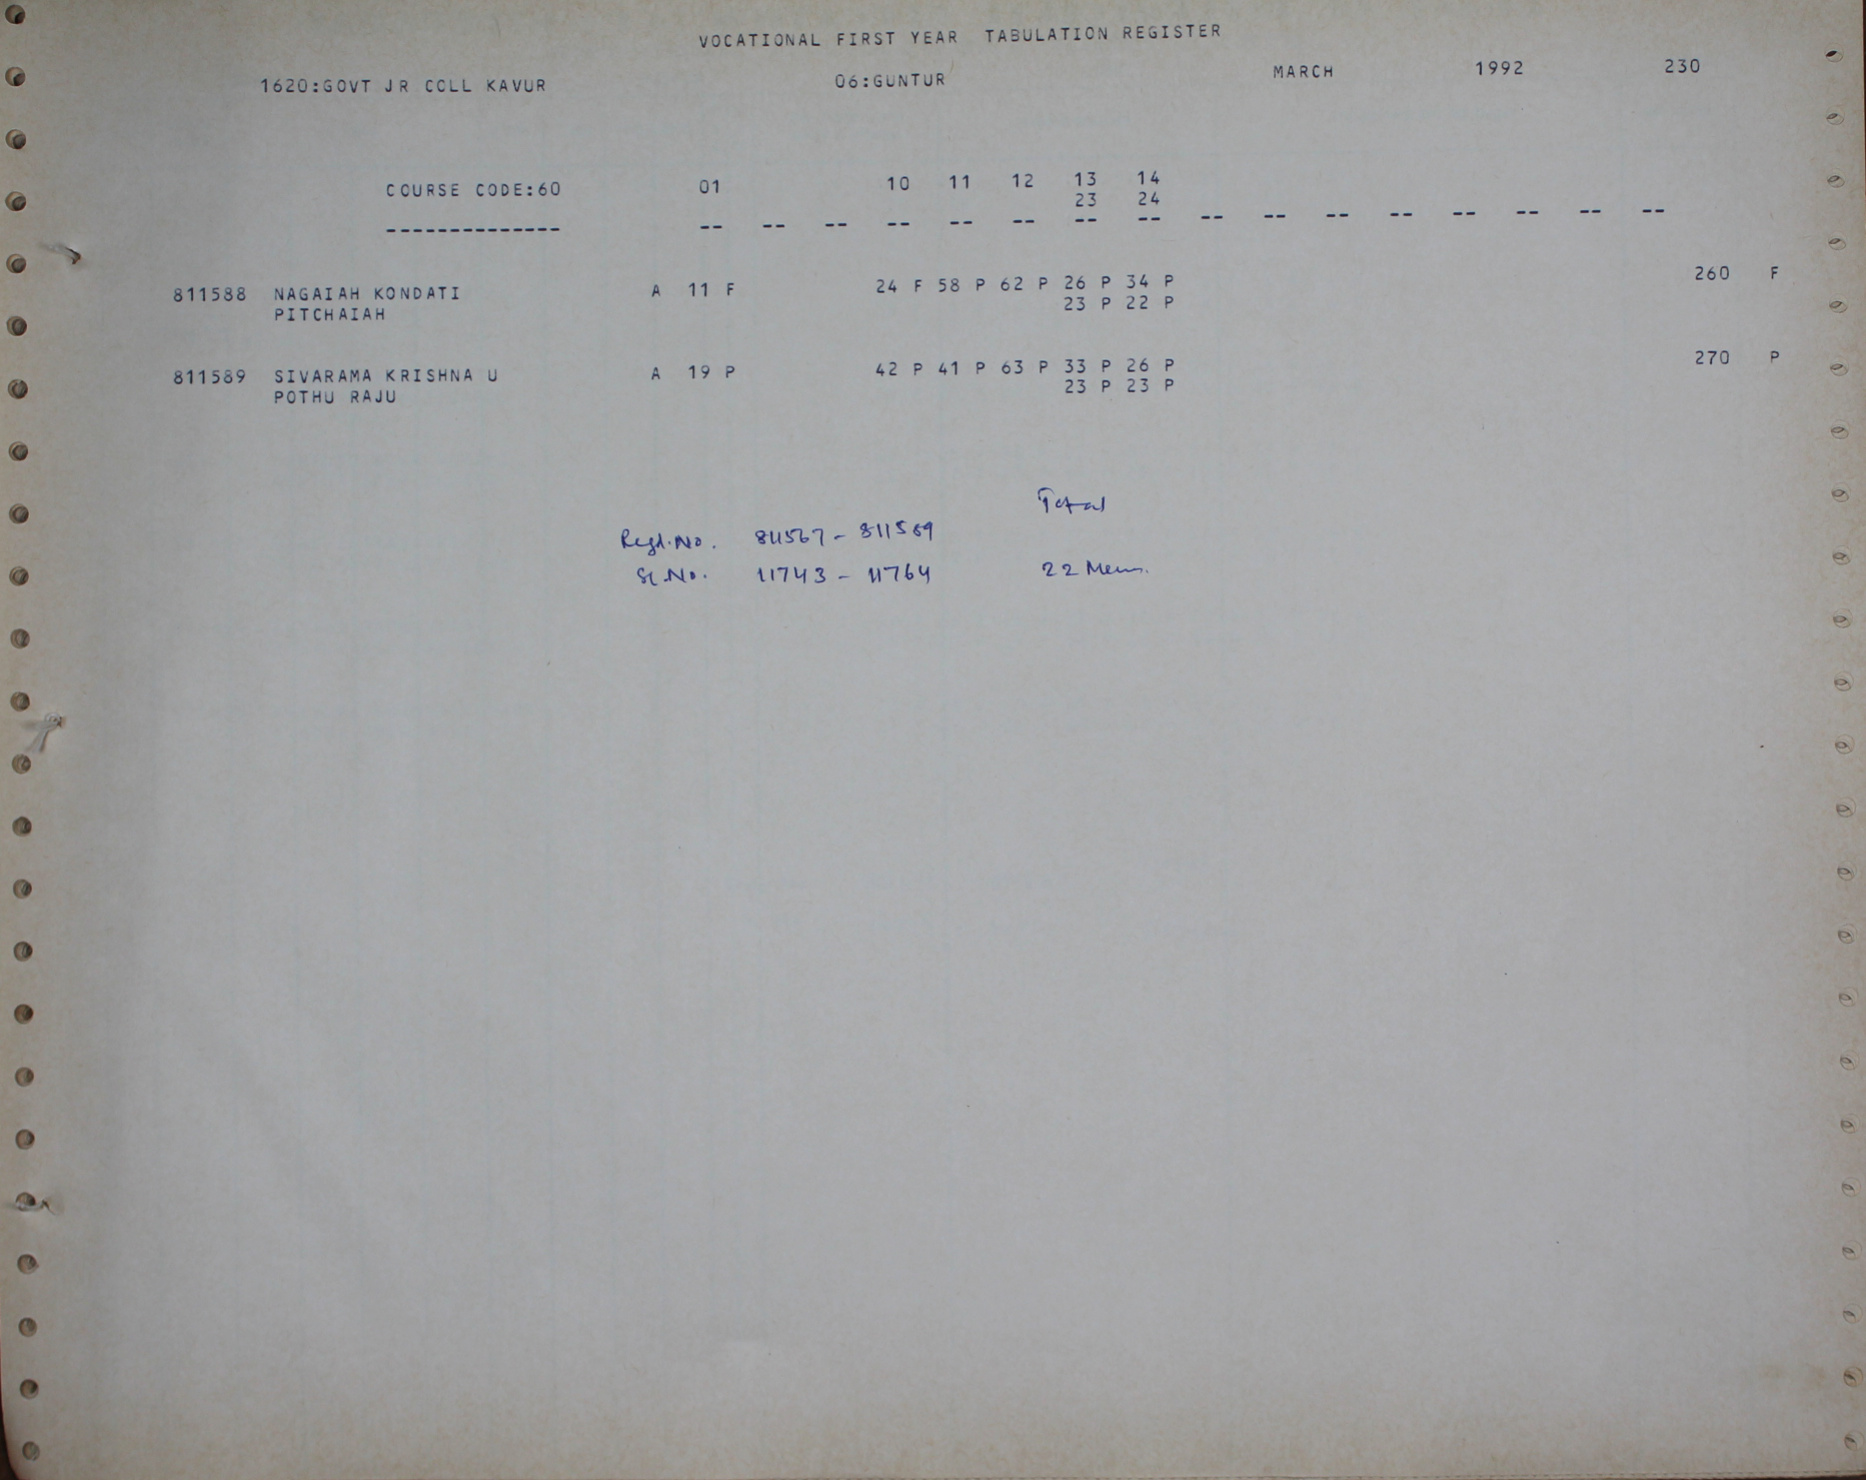 VOCATIONAL FIRST YEAR TABULATION REGISTER
1620:GOVT JR COLL KAVUR 06:GUNTUR MARCH 1992 230
COURSE CODE:60 01 10 11 12 13 14
23 24
-------------- -- -- -- -- -- -- -- -- -- -- -- -- -- -- -- --
811588 NAGAIAH KONDATI A 11 F 24 F 58 P 62 P 26 P 34 P 260 F
PITCHAIAH 23 P 22 P
811589 SIVARAMA KRISHNA U A 19 P 42 P 41 P 63 P 33 P 26 P 270 P
POTHU RAJU 23 P 23 P
Total
Regd.No. 811567 - 811589
Sl.No. 11743 - 11764 22 Mem.